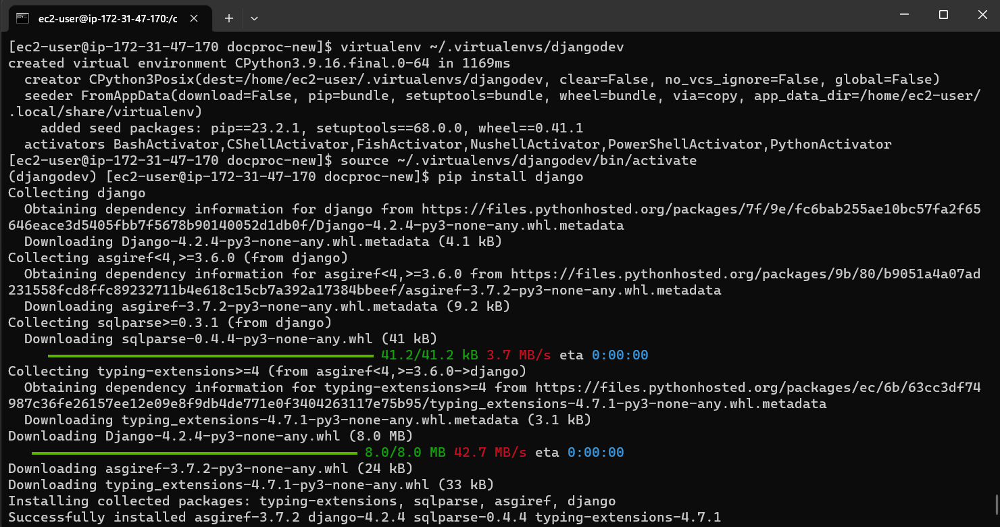 ec2-user@ip-172-31-47-170:/c
[ec2-user@ip-172-31-47-170 docproc-new]$ virtualenv ~/.virtualenvs/djangodev
created virtual environment CPython3.9.16.final.0-64 in 1169ms
  creator CPython3Posix(dest=/home/ec2-user/.virtualenvs/djangodev, clear=False, no_vcs_ignore=False, global=False)
  seeder FromAppData(download=False, pip=bundle, setuptools=bundle, wheel=bundle, via=copy, app_data_dir=/home/ec2-user/
.local/share/virtualenv)
    added seed packages: pip==23.2.1, setuptools==68.0.0, wheel==0.41.1
  activators BashActivator,CShellActivator,FishActivator,NushellActivator,PowerShellActivator,PythonActivator
[ec2-user@ip-172-31-47-170 docproc-new]$ source ~/.virtualenvs/djangodev/bin/activate
(djangodev) [ec2-user@ip-172-31-47-170 docproc-new]$ pip install django
Collecting django
  Obtaining dependency information for django from https://files.pythonhosted.org/packages/7f/9e/fc6bab255ae10bc57fa2f65
646eace3d5405fbb7f5678b90140052d1db0f/Django-4.2.4-py3-none-any.whl.metadata
  Downloading Django-4.2.4-py3-none-any.whl.metadata (4.1 kB)
Collecting asgiref<4,>=3.6.0 (from django)
  Obtaining dependency information for asgiref<4,>=3.6.0 from https://files.pythonhosted.org/packages/9b/80/b9051a4a07ad
231558fcd8ffc89232711b4e618c15cb7a392a17384bbeef/asgiref-3.7.2-py3-none-any.whl.metadata
  Downloading asgiref-3.7.2-py3-none-any.whl.metadata (9.2 kB)
Collecting sqlparse>=0.3.1 (from django)
  Downloading sqlparse-0.4.4-py3-none-any.whl (41 kB)
41.2/41.2 kB 3.7 MB/s eta 0:00:00
Collecting typing-extensions>=4 (from asgiref<4,>=3.6.0->django)
  Obtaining dependency information for typing-extensions>=4 from https://files.pythonhosted.org/packages/ec/6b/63cc3df74
987c36fe26157ee12e09e8f9db4de771e0f3404263117e75b95/typing_extensions-4.7.1-py3-none-any.whl.metadata
  Downloading typing_extensions-4.7.1-py3-none-any.whl.metadata (3.1 kB)
Downloading Django-4.2.4-py3-none-any.whl (8.0 MB)
8.0/8.0 MB 42.7 MB/s eta 0:00:00
Downloading asgiref-3.7.2-py3-none-any.whl (24 kB)
Downloading typing_extensions-4.7.1-py3-none-any.whl (33 kB)
Installing collected packages: typing-extensions, sqlparse, asgiref, django
Successfully installed asgiref-3.7.2 django-4.2.4 sqlparse-0.4.4 typing-extensions-4.7.1